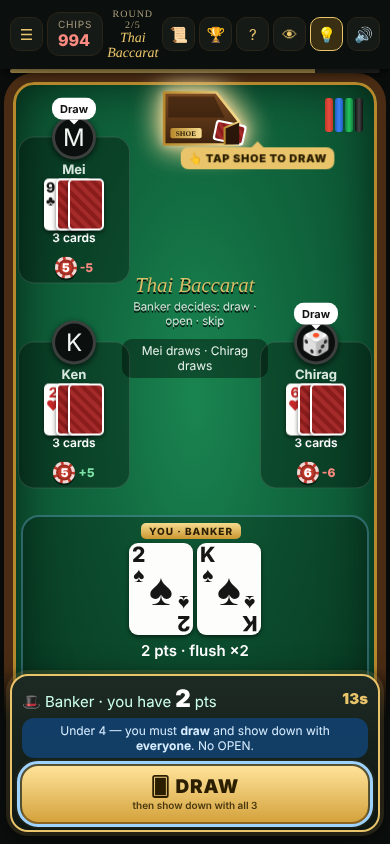 CHIPS
994
ROUND
2/5
Thai
Baccarat
?
Draw
M
Mei
9
3 cards
5 -5
SHOE
👆 TAP SHOE TO DRAW
Thai Baccarat
Banker decides: draw ·
open · skip
Mei draws · Chirag
draws
K
Ken
2
3 cards
5 +5
Draw
Chirag
6
3 cards
6 -6
YOU · BANKER
2
2
K
K
2 pts · flush ×2
Banker · you have 2 pts
13s
Under 4 — you must draw and show down with
everyone. No OPEN.
DRAW
then show down with all 3